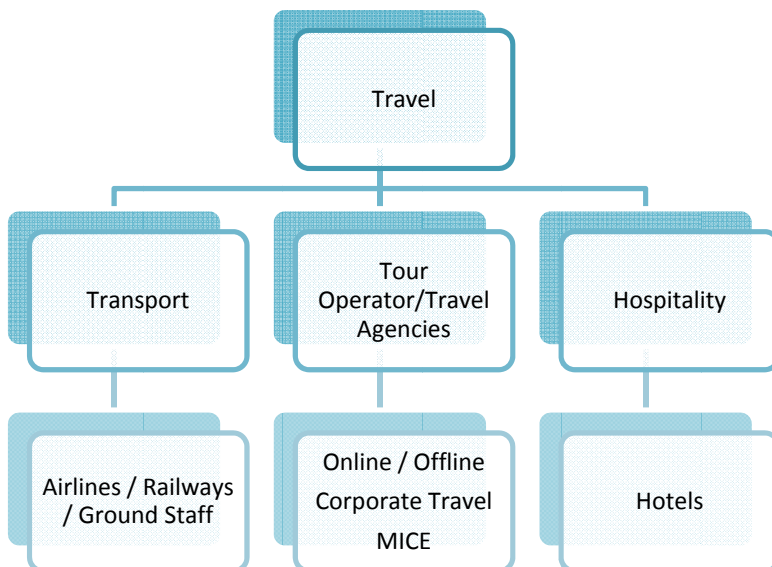 Travel
Transport
Tour
Operator/Travel
Agencies
Hospitality
Airlines / Railways
/ Ground Staff
Online / Offline
Corporate Travel
MICE
Hotels